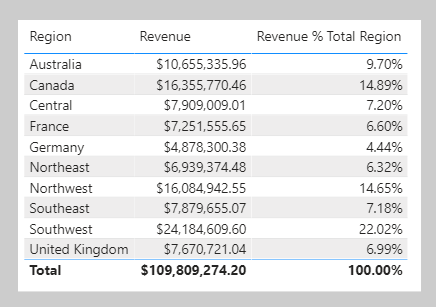 Region Revenue Revenue % Total Region
Australia $10,655,335.96 9.70%
Canada $16,355,770.46 14.89%
Central $7,909,009.01 7.20%
France $7,251,555.65 6.60%
Germany $4,878,300.38 4.44%
Northeast $6,939,374.48 6.32%
Northwest $16,084,942.55 14.65%
Southeast $7,879,655.07 7.18%
Southwest $24,184,609.60 22.02%
United Kingdom $7,670,721.04 6.99%
Total $109,809,274.20 100.00%